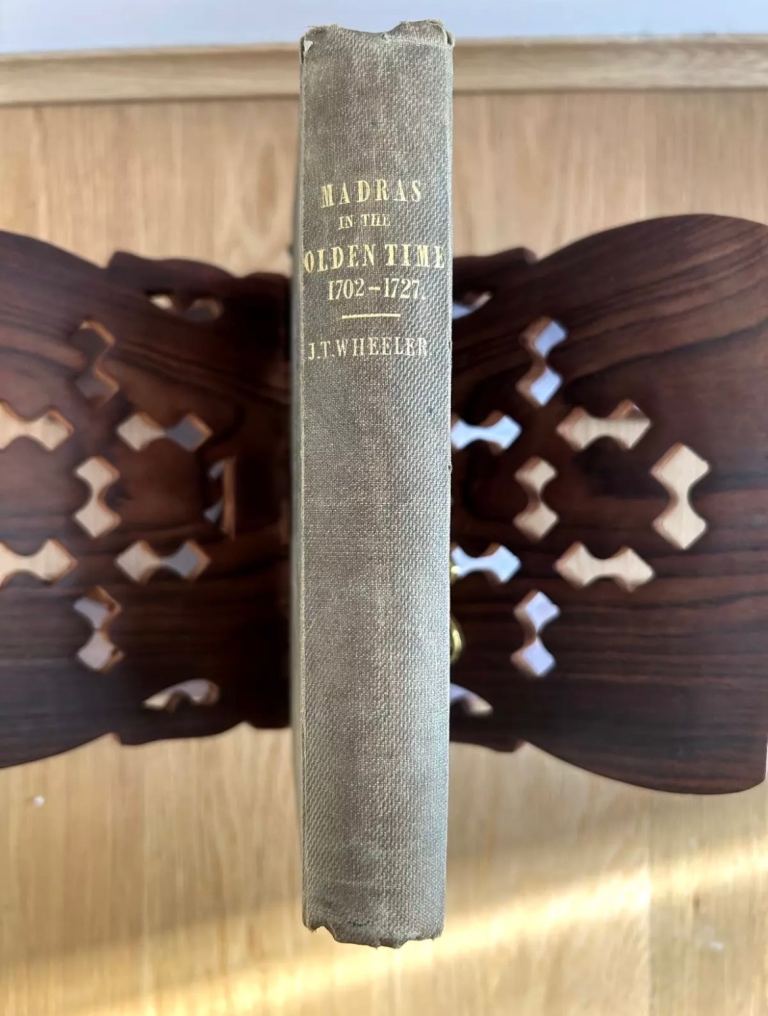 MADRAS
IN THE
OLDEN TIME
1702-1727.
J.T. WHEELER.